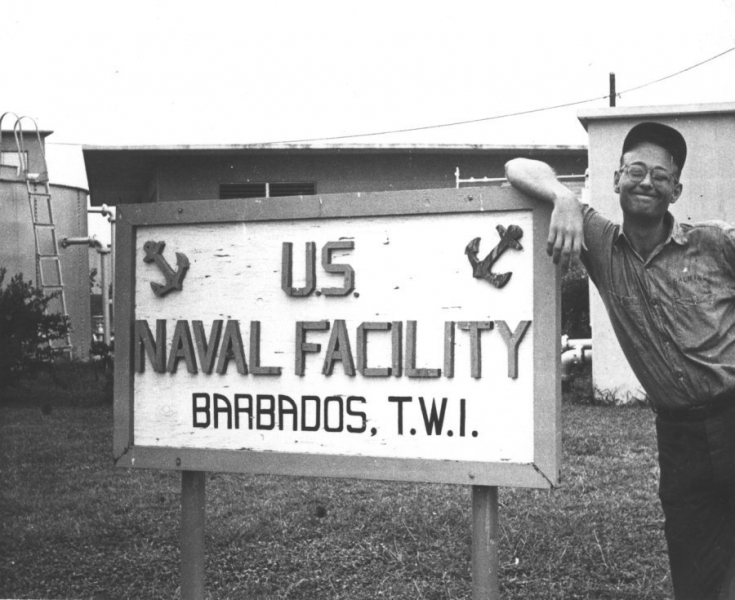 U.S.
NAVAL FACILITY
BARBADOS, T.W.I.